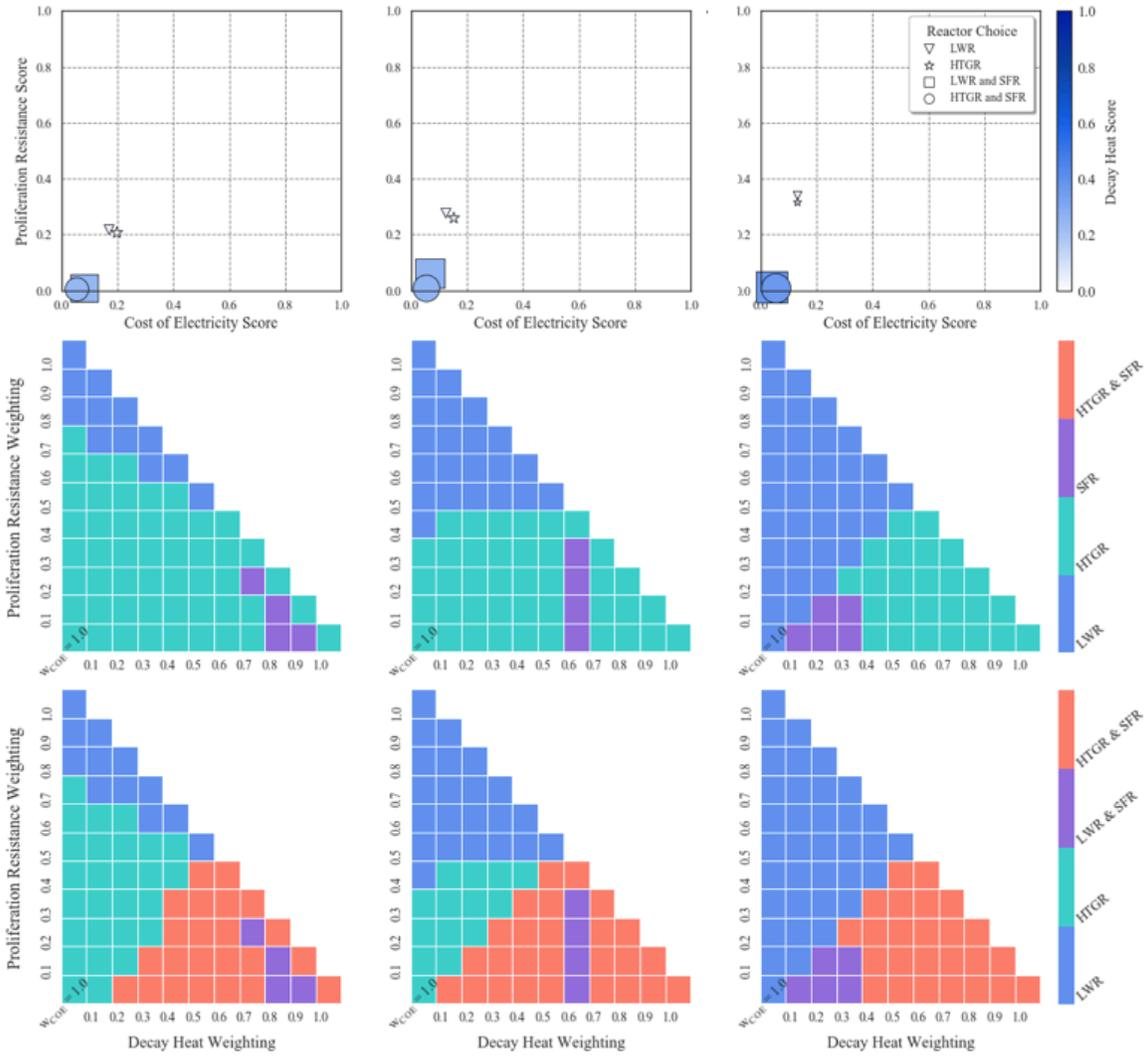 1.0 1.0 1.0 1.0
Reactor Choice
LWR
HTGR
LWR and SFR
HTGR and SFR
0.8 0.8 1.8 0.8
0.6 0.6 1.6 0.6
0.4 0.4 1.4 0.4
0.2 0.2 1.2 0.2
0.0 0.0 1.0 0.0
Proliferation Resistance Score
Decay Heat Score
0.0 0.2 0.4 0.6 0.8 1.0
0.0 0.2 0.4 0.6 0.8 1.0
0.2 0.4 0.6 0.8 1.0
Cost of Electricity Score
Cost of Electricity Score
Cost of Electricity Score
Proliferation Resistance Weighting
1.0 1.0 1.0
0.9 0.9 0.9
0.8 0.8 0.8
0.7 0.7 0.7
0.6 0.6 0.6
0.5 0.5 0.5
0.4 0.4 0.4
0.3 0.3 0.3
0.2 0.2 0.2
0.1 0.1 0.1
HTGR & SFR
SFR
HTGR
LWR
wCOE = 1.0 0.1 0.2 0.3 0.4 0.5 0.6 0.7 0.8 0.9 1.0
wCOE = 1.0 0.1 0.2 0.3 0.4 0.5 0.6 0.7 0.8 0.9 1.0
wCOE = 1.0 0.1 0.2 0.3 0.4 0.5 0.6 0.7 0.8 0.9 1.0
Proliferation Resistance Weighting
1.0 1.0 1.0
0.9 0.9 0.9
0.8 0.8 0.8
0.7 0.7 0.7
0.6 0.6 0.6
0.5 0.5 0.5
0.4 0.4 0.4
0.3 0.3 0.3
0.2 0.2 0.2
0.1 0.1 0.1
HTGR & SFR
LWR & SFR
HTGR
LWR
wCOE = 1.0 0.1 0.2 0.3 0.4 0.5 0.6 0.7 0.8 0.9 1.0
wCOE = 1.0 0.1 0.2 0.3 0.4 0.5 0.6 0.7 0.8 0.9 1.0
wCOE = 1.0 0.1 0.2 0.3 0.4 0.5 0.6 0.7 0.8 0.9 1.0
Decay Heat Weighting
Decay Heat Weighting
Decay Heat Weighting